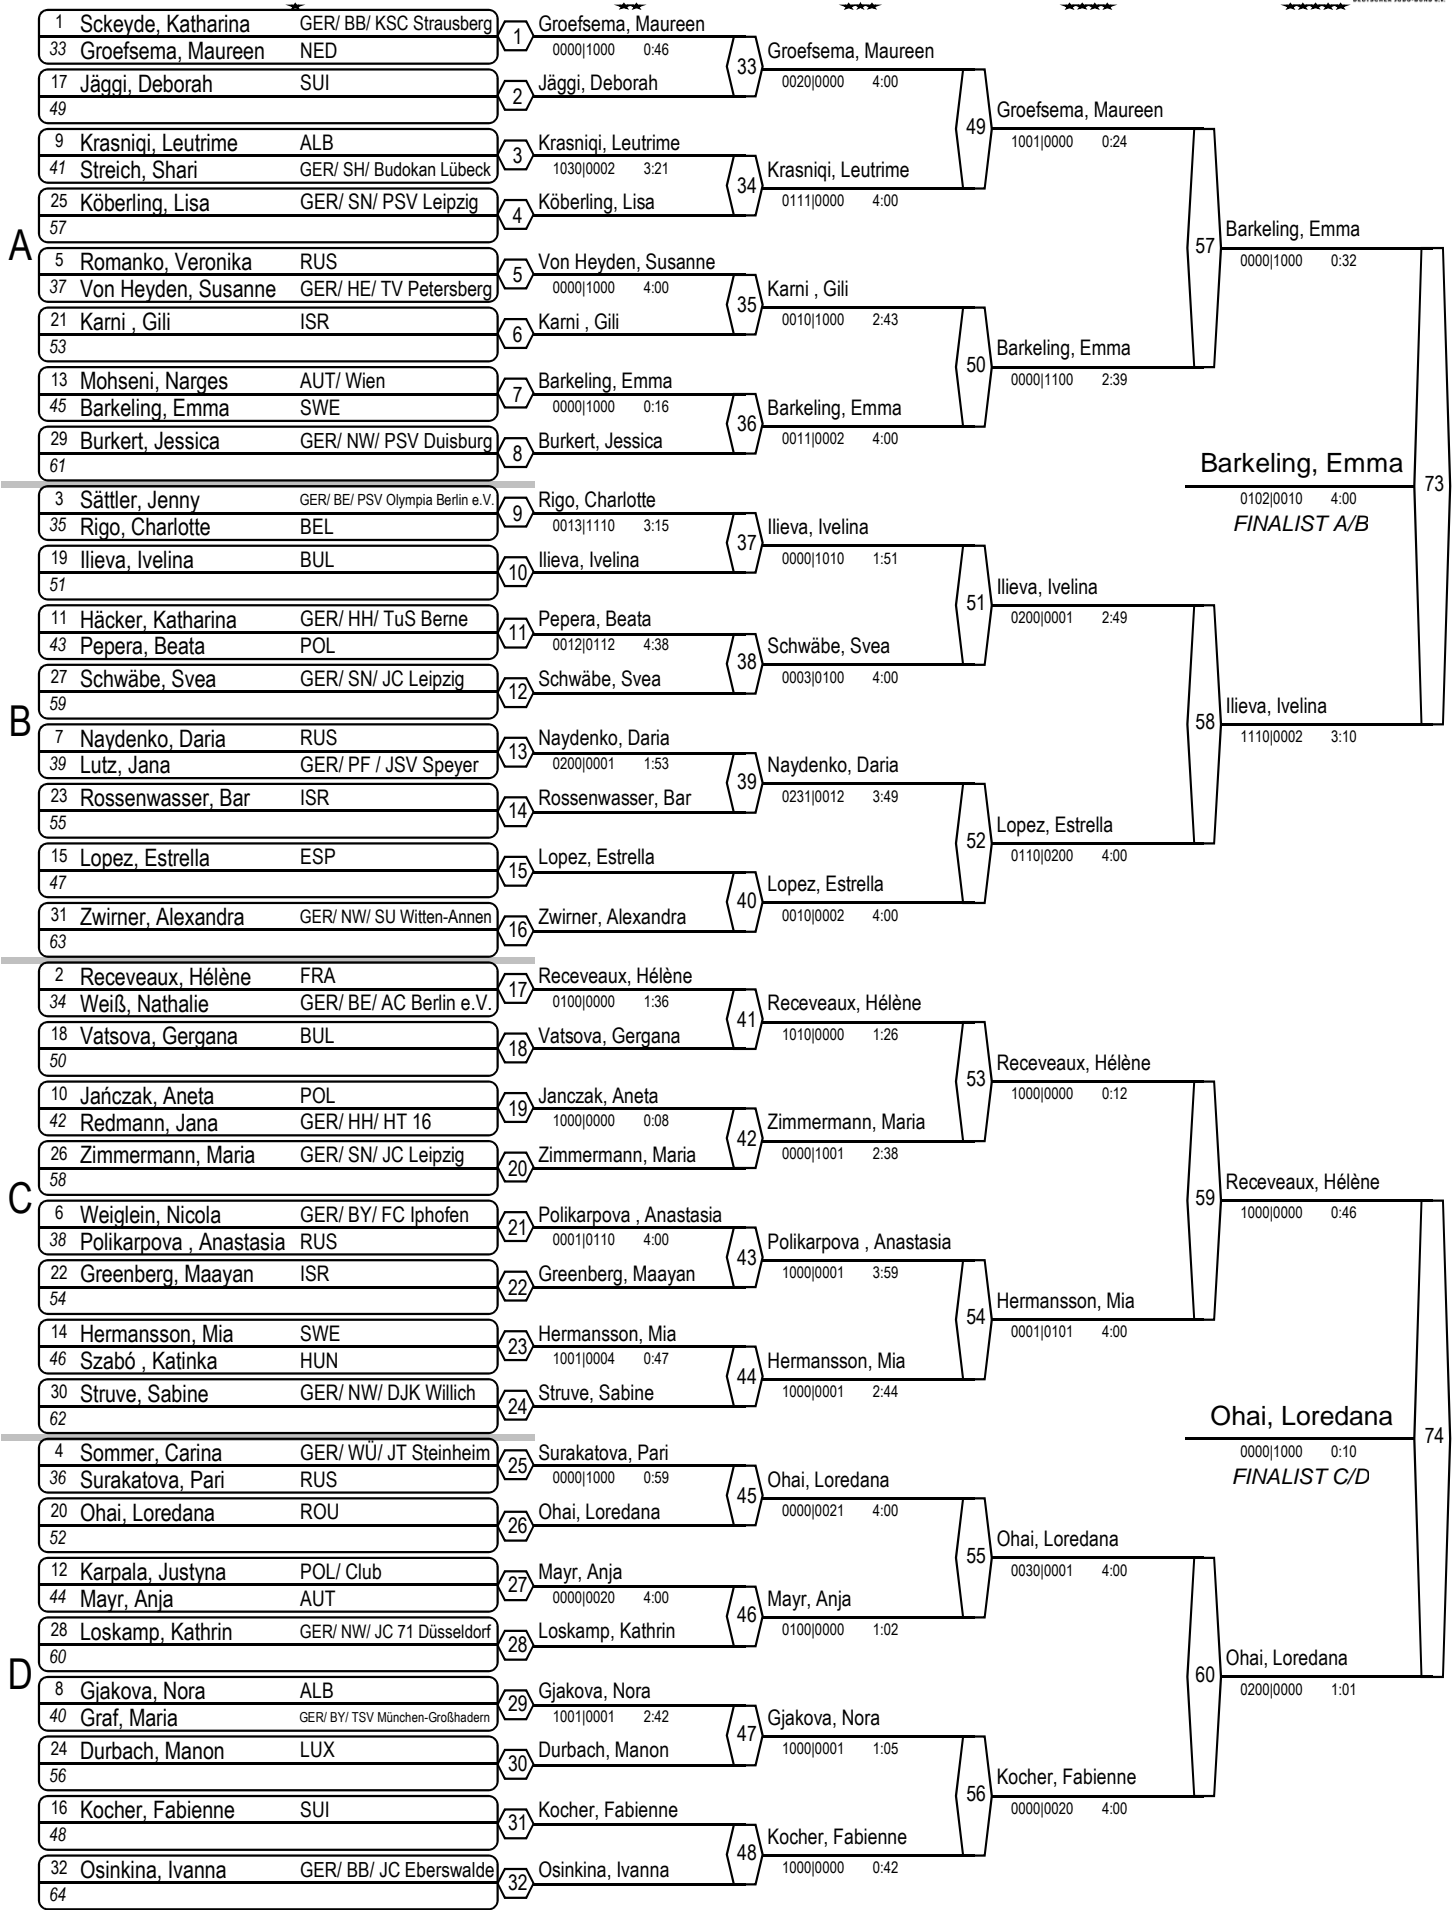 1 Sckeyde, Katharina GER/ BB/ KSC Strausberg 1 Groefsema, Maureen
33 Groefsema, Maureen NED 0000|1000 0:46 33 Groefsema, Maureen
17 Jäggi, Deborah SUI 2 Jäggi, Deborah 0020|0000 4:00
49
49 Groefsema, Maureen
9 Krasniqi, Leutrime ALB 3 Krasniqi, Leutrime 1001|0000 0:24
41 Streich, Shari GER/ SH/ Budokan Lübeck 1030|0002 3:21 34 Krasniqi, Leutrime
25 Köberling, Lisa GER/ SN/ PSV Leipzig 4 Köberling, Lisa 0111|0000 4:00
57
A
57 Barkeling, Emma
0000|1000 0:32
5 Romanko, Veronika RUS 5 Von Heyden, Susanne
37 Von Heyden, Susanne GER/ HE/ TV Petersberg 0000|1000 4:00 35 Karni , Gili
21 Karni , Gili ISR 6 Karni , Gili 0010|1000 2:43
53
50 Barkeling, Emma
13 Mohseni, Narges AUT/ Wien 7 Barkeling, Emma 0000|1100 2:39
45 Barkeling, Emma SWE 0000|1000 0:16 36 Barkeling, Emma
29 Burkert, Jessica GER/ NW/ PSV Duisburg 8 Burkert, Jessica 0011|0002 4:00
61
Barkeling, Emma 73
0102|0010 4:00
FINALIST A/B
3 Sättler, Jenny GER/ BE/ PSV Olympia Berlin e.V. 9 Rigo, Charlotte
35 Rigo, Charlotte BEL 0013|1110 3:15 37 Ilieva, Ivelina
19 Ilieva, Ivelina BUL 10 Ilieva, Ivelina 0000|1010 1:51
51
51 Ilieva, Ivelina
11 Häcker, Katharina GER/ HH/ TuS Berne 11 Pepera, Beata 0200|0001 2:49
43 Pepera, Beata POL 0012|0112 4:38 38 Schwäbe, Svea
27 Schwäbe, Svea GER/ SN/ JC Leipzig 12 Schwäbe, Svea 0003|0100 4:00
59
B
58 Ilieva, Ivelina
1110|0002 3:10
7 Naydenko, Daria RUS 13 Naydenko, Daria
39 Lutz, Jana GER/ PF / JSV Speyer 0200|0001 1:53 39 Naydenko, Daria
23 Rossenwasser, Bar ISR 14 Rossenwasser, Bar 0231|0012 3:49
55
52 Lopez, Estrella
15 Lopez, Estrella ESP 15 Lopez, Estrella 0110|0200 4:00
47 40 Lopez, Estrella
31 Zwirner, Alexandra GER/ NW/ SU Witten-Annen 16 Zwirner, Alexandra 0010|0002 4:00
63
2 Receveaux, Hélène FRA 17 Receveaux, Hélène
34 Weiß, Nathalie GER/ BE/ AC Berlin e.V. 0100|0000 1:36 41 Receveaux, Hélène
18 Vatsova, Gergana BUL 18 Vatsova, Gergana 1010|0000 1:26
50
53 Receveaux, Hélène
10 Jańczak, Aneta POL 19 Janczak, Aneta 1000|0000 0:12
42 Redmann, Jana GER/ HH/ HT 16 1000|0000 0:08 42 Zimmermann, Maria
26 Zimmermann, Maria GER/ SN/ JC Leipzig 20 Zimmermann, Maria 0000|1001 2:38
58
C
59 Receveaux, Hélène
1000|0000 0:46
6 Weiglein, Nicola GER/ BY/ FC Iphofen 21 Polikarpova , Anastasia
38 Polikarpova , Anastasia RUS 0001|0110 4:00 43 Polikarpova , Anastasia
22 Greenberg, Maayan ISR 22 Greenberg, Maayan 1000|0001 3:59
54
54 Hermansson, Mia
14 Hermansson, Mia SWE 23 Hermansson, Mia 0001|0101 4:00
46 Szabó , Katinka HUN 1001|0004 0:47 44 Hermansson, Mia
30 Struve, Sabine GER/ NW/ DJK Willich 24 Struve, Sabine 1000|0001 2:44
62
Ohai, Loredana 74
0000|1000 0:10
FINALIST C/D
4 Sommer, Carina GER/ WÜ/ JT Steinheim 25 Surakatova, Pari
36 Surakatova, Pari RUS 0000|1000 0:59 45 Ohai, Loredana
20 Ohai, Loredana ROU 26 Ohai, Loredana 0000|0021 4:00
52
55 Ohai, Loredana
12 Karpala, Justyna POL/ Club 27 Mayr, Anja 0030|0001 4:00
44 Mayr, Anja AUT 0000|0020 4:00 46 Mayr, Anja
28 Loskamp, Kathrin GER/ NW/ JC 71 Düsseldorf 28 Loskamp, Kathrin 0100|0000 1:02
60
D
60 Ohai, Loredana
0200|0000 1:01
8 Gjakova, Nora ALB 29 Gjakova, Nora
40 Graf, Maria GER/ BY/ TSV München-Großhadern 1001|0001 2:42 47 Gjakova, Nora
24 Durbach, Manon LUX 30 Durbach, Manon 1000|0001 1:05
56
56 Kocher, Fabienne
16 Kocher, Fabienne SUI 31 Kocher, Fabienne 0000|0020 4:00
48 48 Kocher, Fabienne
32 Osinkina, Ivanna GER/ BB/ JC Eberswalde 32 Osinkina, Ivanna 1000|0000 0:42
64